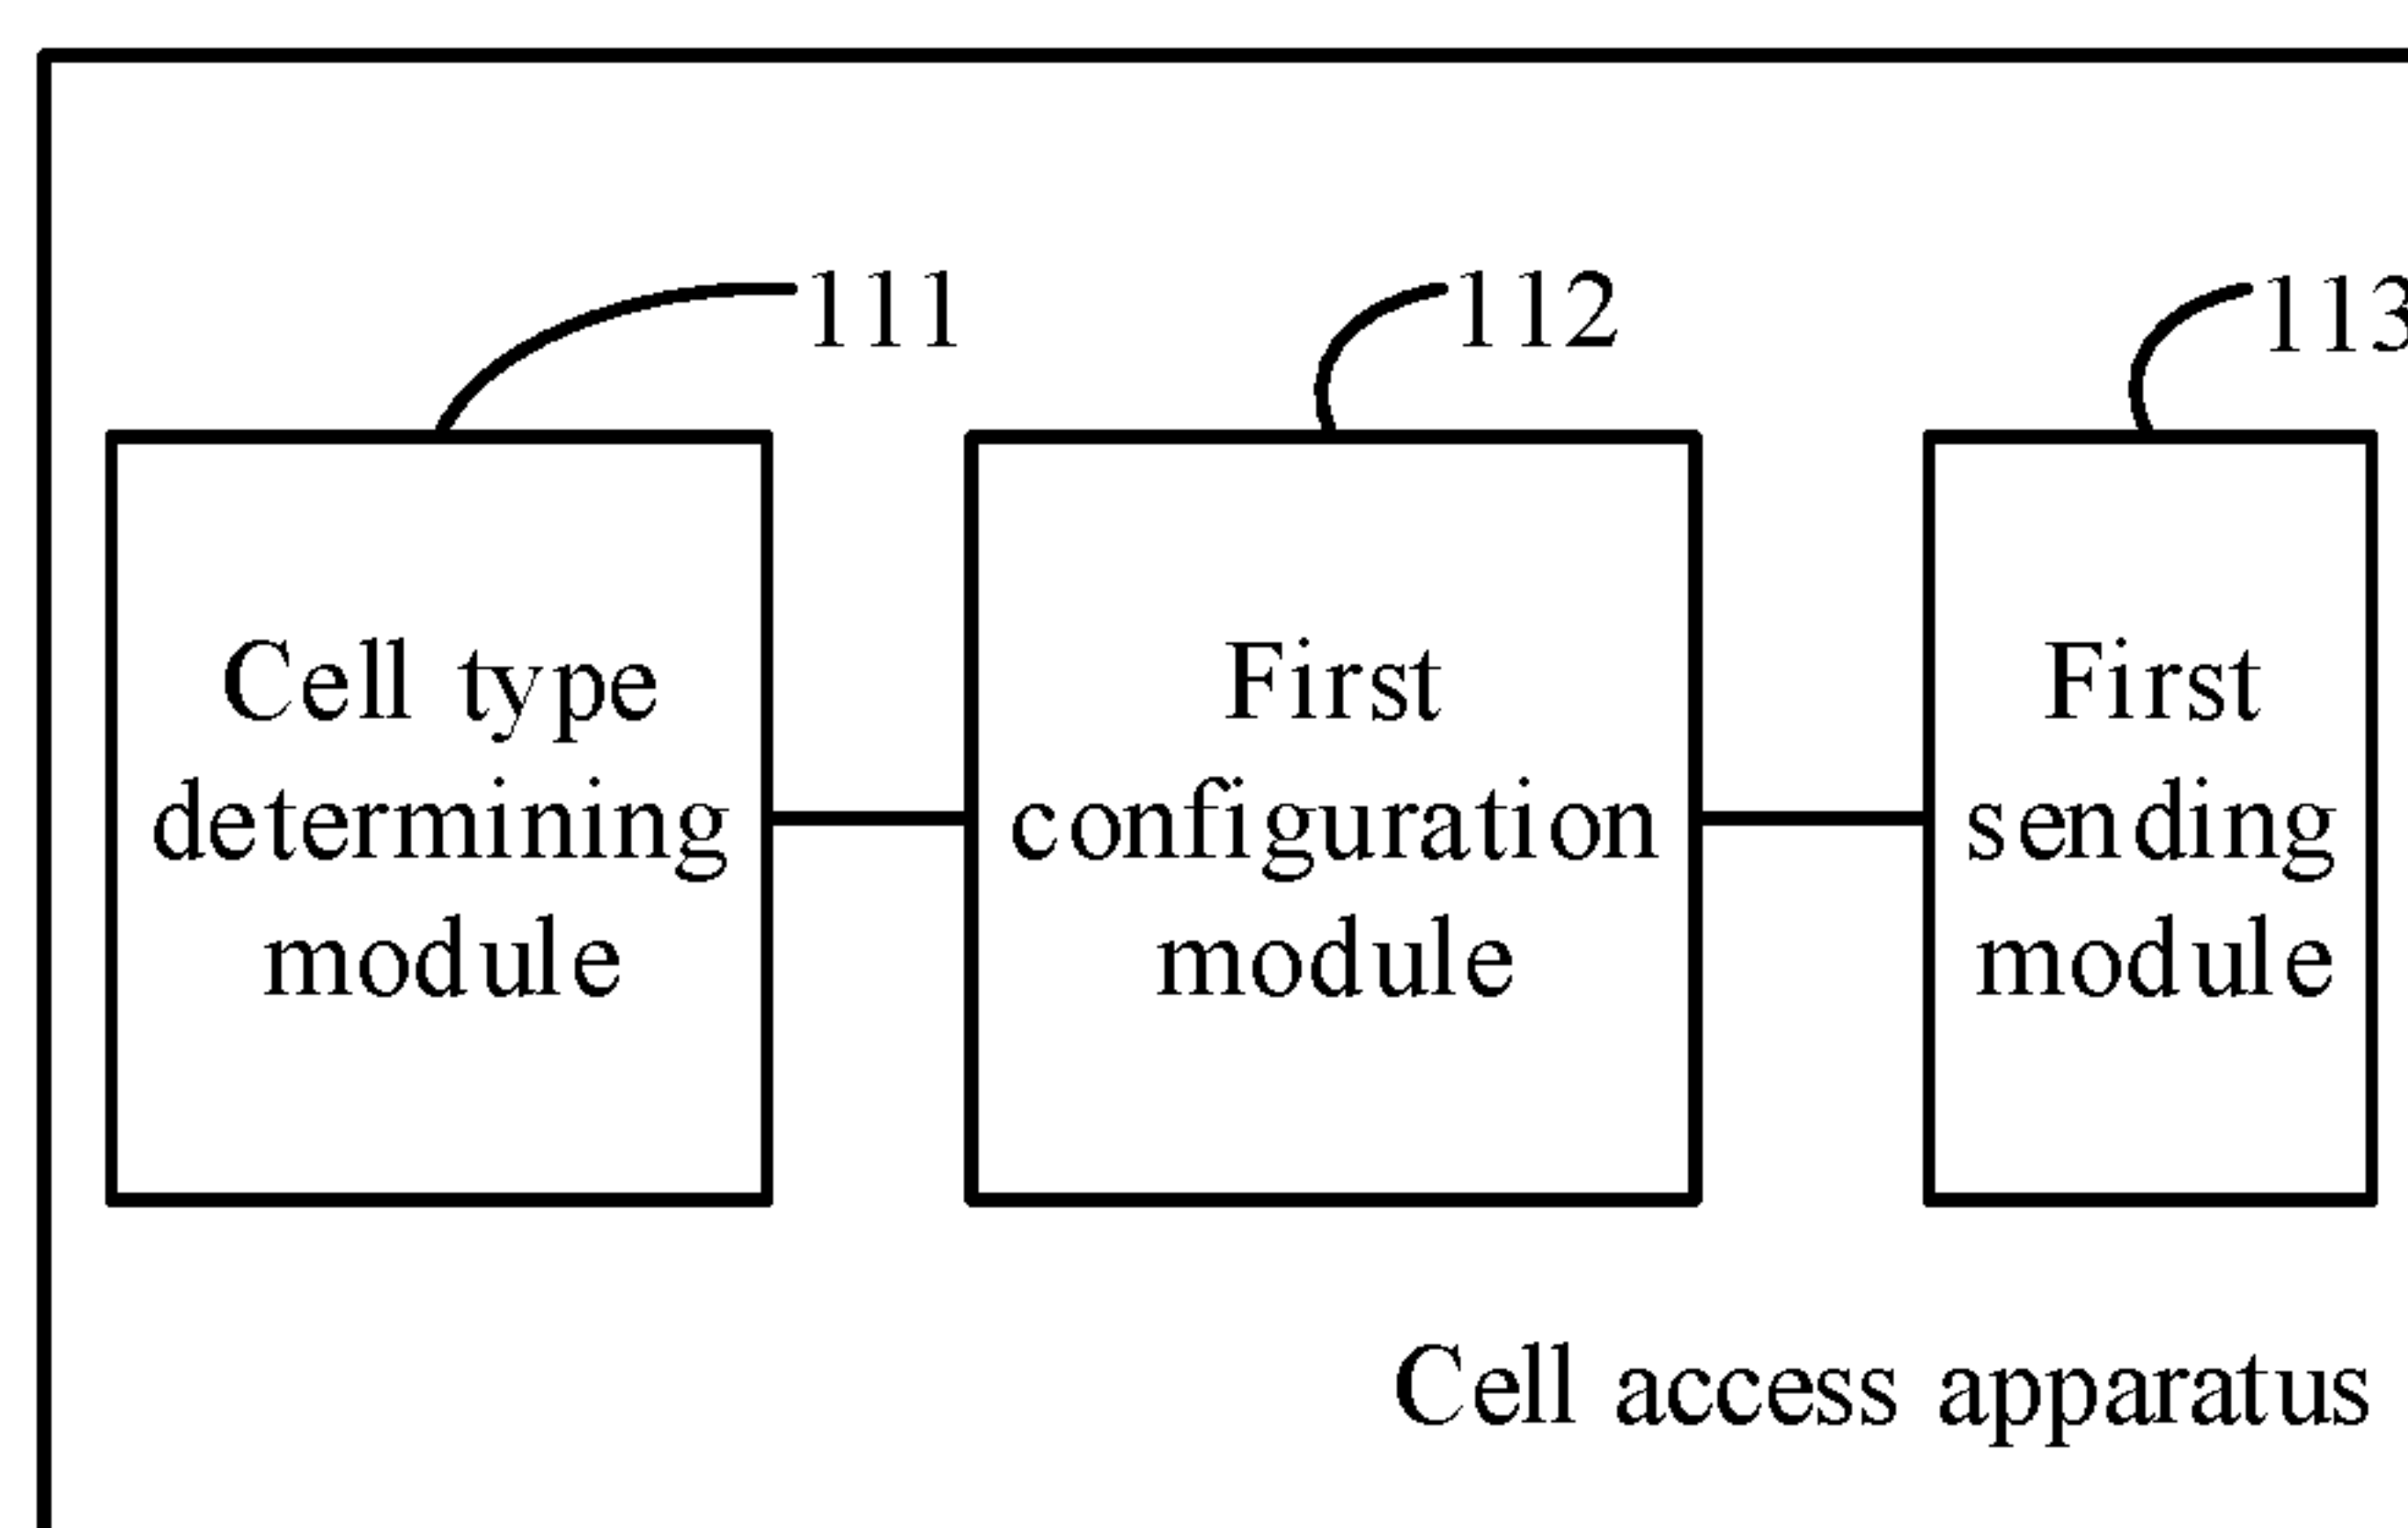 111
112
113
Cell type
determining
module
First
configuration
module
First
sending
module
Cell access apparatus